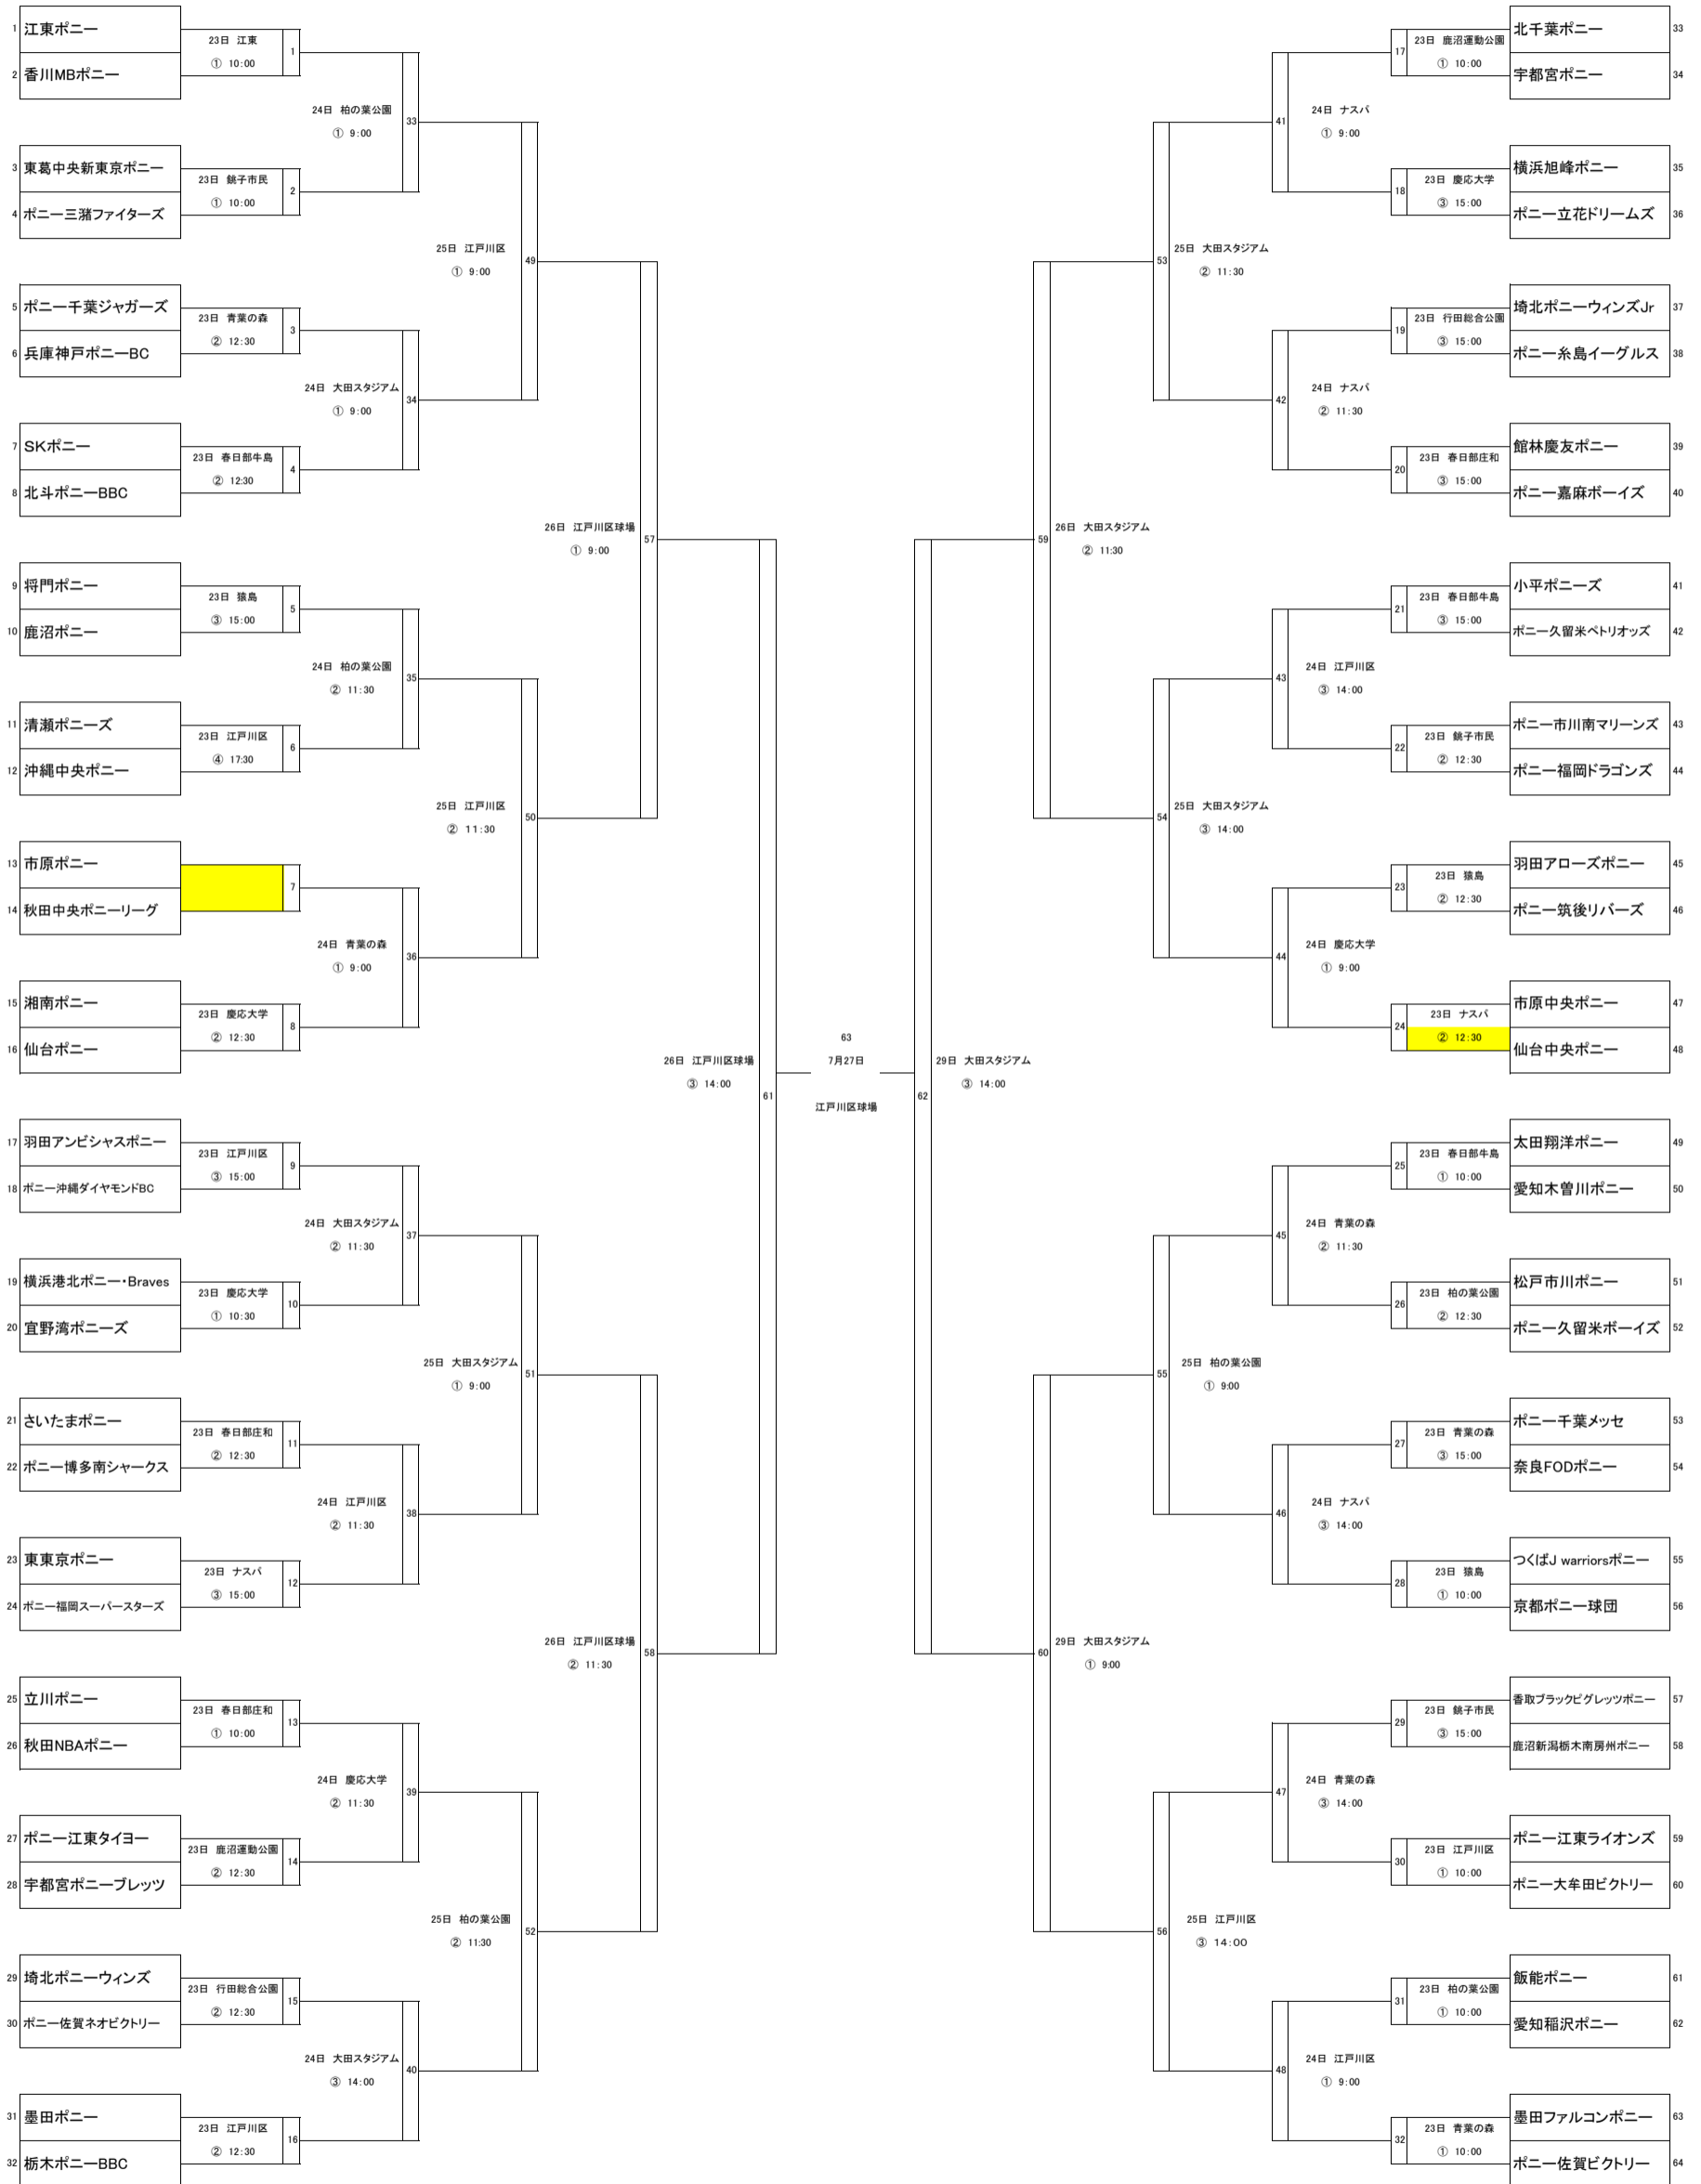 1 江東ポニー
23日 江東
① 10:00
1
2 香川MBポニー
24日 柏の葉公園
① 9:00
33
3 東葛中央新東京ポニー
23日 銚子市民
① 10:00
2
4 ポニー三潴ファイターズ
25日 江戸川区
① 9:00
49
5 ポニー千葉ジャガーズ
23日 青葉の森
② 12:30
3
6 兵庫神戸ポニーBC
24日 大田スタジアム
① 9:00
34
7 SKポニー
23日 春日部牛島
② 12:30
4
8 北斗ポニーBBC
26日 江戸川区球場
① 9:00
57
9 将門ポニー
23日 猿島
③ 15:00
5
10 鹿沼ポニー
24日 柏の葉公園
② 11:30
35
11 清瀬ポニーズ
23日 江戸川区
④ 17:30
6
12 沖縄中央ポニー
25日 江戸川区
② 11:30
50
13 市原ポニー
7
14 秋田中央ポニーリーグ
24日 青葉の森
① 9:00
36
15 湘南ポニー
23日 慶応大学
② 12:30
8
16 仙台ポニー
26日 江戸川区球場
③ 14:00
61
17 羽田アンビシャスポニー
23日 江戸川区
③ 15:00
9
18 ポニー沖縄ダイヤモンドBC
24日 大田スタジアム
② 11:30
37
19 横浜港北ポニー・Braves
23日 慶応大学
① 10:30
10
20 宜野湾ポニーズ
25日 大田スタジアム
① 9:00
51
21 さいたまポニー
23日 春日部庄和
② 12:30
11
22 ポニー博多南シャークス
24日 江戸川区
② 11:30
38
23 東東京ポニー
23日 ナスパ
③ 15:00
12
24 ポニー福岡スーパースターズ
26日 江戸川区球場
② 11:30
58
25 立川ポニー
23日 春日部庄和
① 10:00
13
26 秋田NBAポニー
24日 慶応大学
② 11:30
39
27 ポニー江東タイヨー
23日 鹿沼運動公園
② 12:30
14
28 宇都宮ポニーブレッツ
25日 柏の葉公園
② 11:30
52
29 埼北ポニーウィンズ
23日 行田総合公園
② 12:30
15
30 ポニー佐賀ネオビクトリー
24日 大田スタジアム
③ 14:00
40
31 墨田ポニー
23日 江戸川区
② 12:30
16
32 栃木ポニーBBC
63
7月27日
江戸川区球場
北千葉ポニー 33
17
23日 鹿沼運動公園
① 10:00
宇都宮ポニー 34
41
24日 ナスパ
① 9:00
横浜旭峰ポニー 35
18
23日 慶応大学
③ 15:00
ポニー立花ドリームズ 36
53
25日 大田スタジアム
② 11:30
埼北ポニーウィンズJr 37
19
23日 行田総合公園
③ 15:00
ポニー糸島イーグルス 38
42
24日 ナスパ
② 11:30
館林慶友ポニー 39
20
23日 春日部庄和
③ 15:00
ポニー嘉麻ボーイズ 40
59
26日 大田スタジアム
② 11:30
小平ポニーズ 41
21
23日 春日部牛島
③ 15:00
ポニー久留米ペトリオッズ 42
43
24日 江戸川区
③ 14:00
ポニー市川南マリーンズ 43
22
23日 銚子市民
② 12:30
ポニー福岡ドラゴンズ 44
54
25日 大田スタジアム
③ 14:00
羽田アローズポニー 45
23
23日 猿島
② 12:30
ポニー筑後リバーズ 46
44
24日 慶応大学
① 9:00
市原中央ポニー 47
24
23日 ナスパ
② 12:30
仙台中央ポニー 48
62
29日 大田スタジアム
③ 14:00
太田翔洋ポニー 49
25
23日 春日部牛島
① 10:00
愛知木曽川ポニー 50
45
24日 青葉の森
② 11:30
松戸市川ポニー 51
26
23日 柏の葉公園
② 12:30
ポニー久留米ボーイズ 52
55
25日 柏の葉公園
① 9:00
ポニー千葉メッセ 53
27
23日 青葉の森
③ 15:00
奈良FODポニー 54
46
24日 ナスパ
③ 14:00
つくばJ warriorsポニー 55
28
23日 猿島
① 10:00
京都ポニー球団 56
60
29日 大田スタジアム
① 9:00
香取ブラックピグレッツポニー 57
29
23日 銚子市民
③ 15:00
鹿沼新潟栃木南房州ポニー 58
47
24日 青葉の森
③ 14:00
ポニー江東ライオンズ 59
30
23日 江戸川区
① 10:00
ポニー大牟田ビクトリー 60
56
25日 江戸川区
③ 14:00
飯能ポニー 61
31
23日 柏の葉公園
① 10:00
愛知稲沢ポニー 62
48
24日 江戸川区
① 9:00
墨田ファルコンポニー 63
32
23日 青葉の森
① 10:00
ポニー佐賀ビクトリー 64